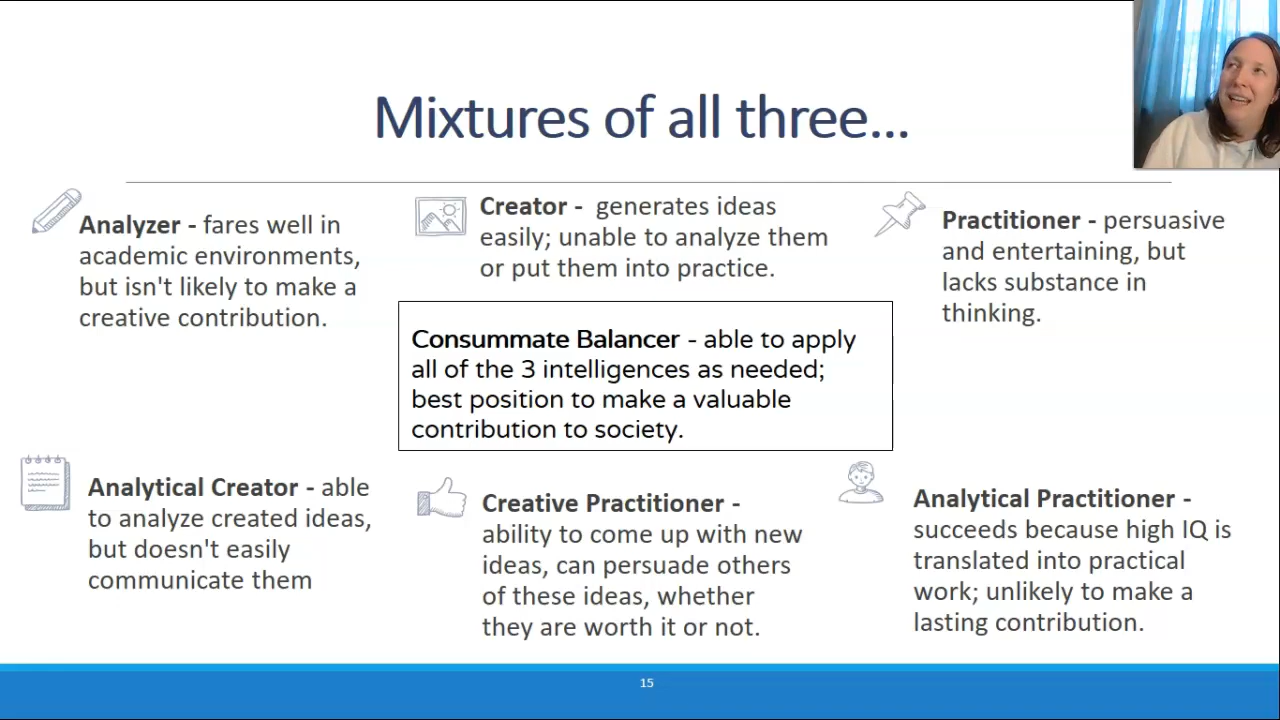 Mixtures of all three...
Analyzer - fares well in
academic environments,
but isn't likely to make a
creative contribution.
Creator -  generates ideas
easily; unable to analyze them
or put them into practice.
Practitioner - persuasive
and entertaining, but
lacks substance in
thinking.
Consummate Balancer - able to apply
all of the 3 intelligences as needed;
best position to make a valuable
contribution to society.
Analytical Creator - able
to analyze created ideas,
but doesn't easily
communicate them
Creative Practitioner -
ability to come up with new
ideas, can persuade others
of these ideas, whether
they are worth it or not.
Analytical Practitioner -
succeeds because high IQ is
translated into practical
work; unlikely to make a
lasting contribution.
15